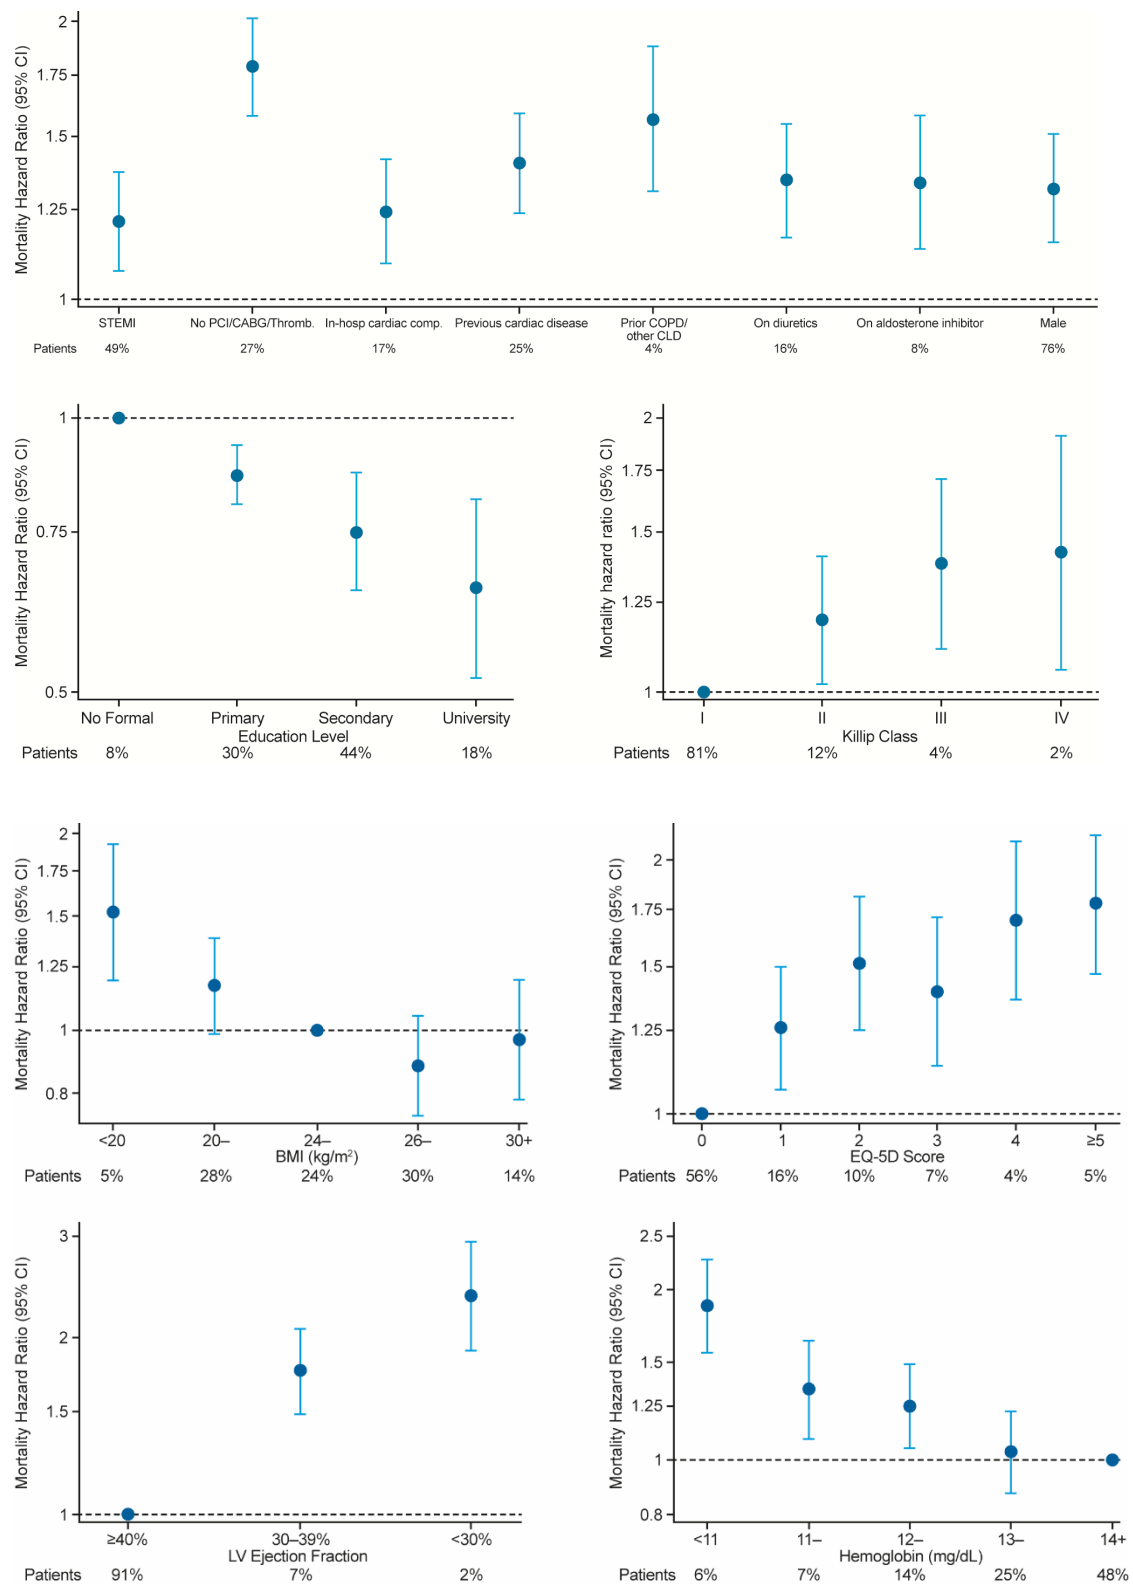 Mortality Hazard Ratio (95% CI)
2
1.75
1.5
1.25
1
STEMI No PCI/CABG/Thromb. In-hosp cardiac comp. Previous cardiac disease Prior COPD/ On diuretics On aldosterone inhibitor Male
other CLD
Patients 49% 27% 17% 25% 4% 16% 8% 76%
Mortality Hazard Ratio (95% CI)
1
0.75
0.5
No Formal Primary Secondary University
Education Level
Patients 8% 30% 44% 18%
Mortality hazard ratio (95% CI)
2
1.75
1.5
1.25
1
I II III IV
Killip Class
Patients 81% 12% 4% 2%
Mortality Hazard Ratio (95% CI)
2
1.75
1.5
1.25
1
0.8
<20 20– 24– 26– 30+
BMI (kg/m²)
Patients 5% 28% 24% 30% 14%
Mortality Hazard Ratio (95% CI)
2
1.75
1.5
1.25
1
0 1 2 3 4 ≥5
EQ-5D Score
Patients 56% 16% 10% 7% 4% 5%
Mortality Hazard Ratio (95% CI)
3
2
1.5
1
≥40% 30–39% <30%
LV Ejection Fraction
Patients 91% 7% 2%
Mortality Hazard Ratio (95% CI)
2.5
2
1.5
1.25
1
0.8
<11 11– 12– 13– 14+
Hemoglobin (mg/dL)
Patients 6% 7% 14% 25% 48%